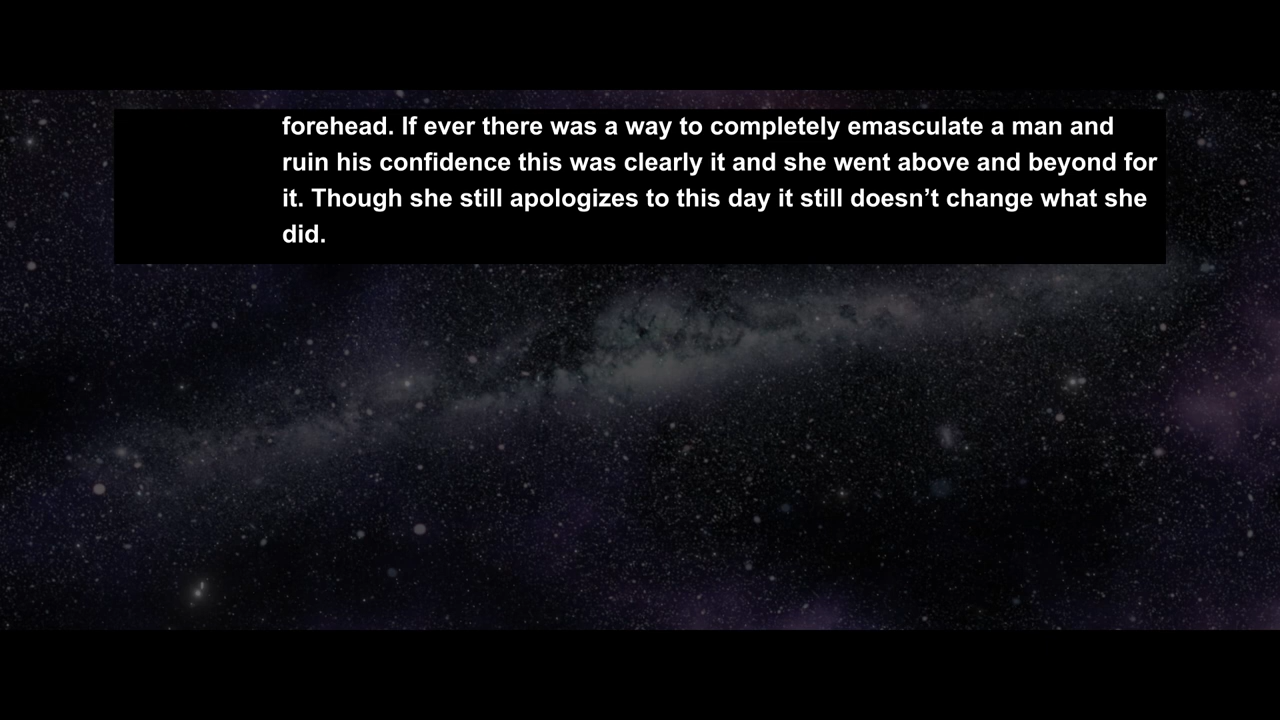 forehead. If ever there was a way to completely emasculate a man and
ruin his confidence this was clearly it and she went above and beyond for
it. Though she still apologizes to this day it still doesn’t change what she
did.